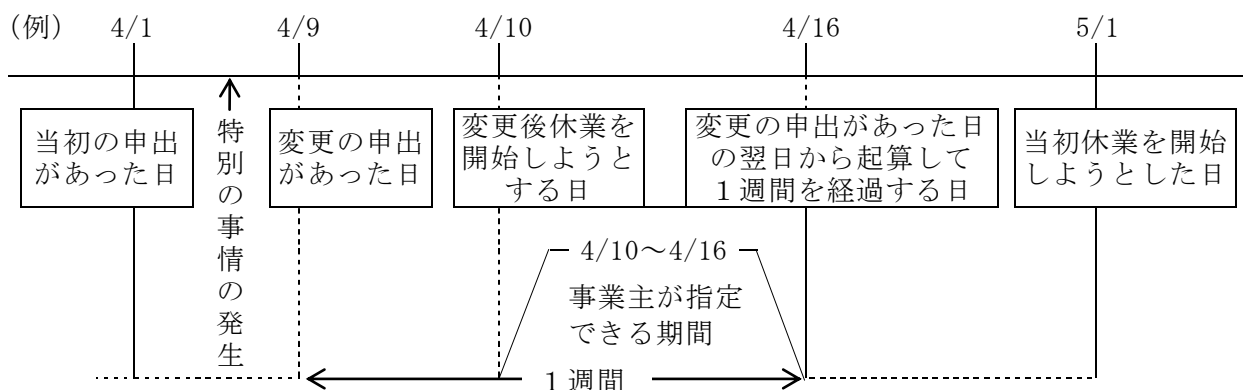 (例) 4/1 4/9 4/10 4/16 5/1
当初の申出
があった日
特別の事情の発生
変更の申出
があった日
変更後休業を
開始しようと
する日
変更の申出があった日
の翌日から起算して
１週間を経過する日
当初休業を開始
しようとした日
4/10～4/16
事業主が指定
できる期間
１週間